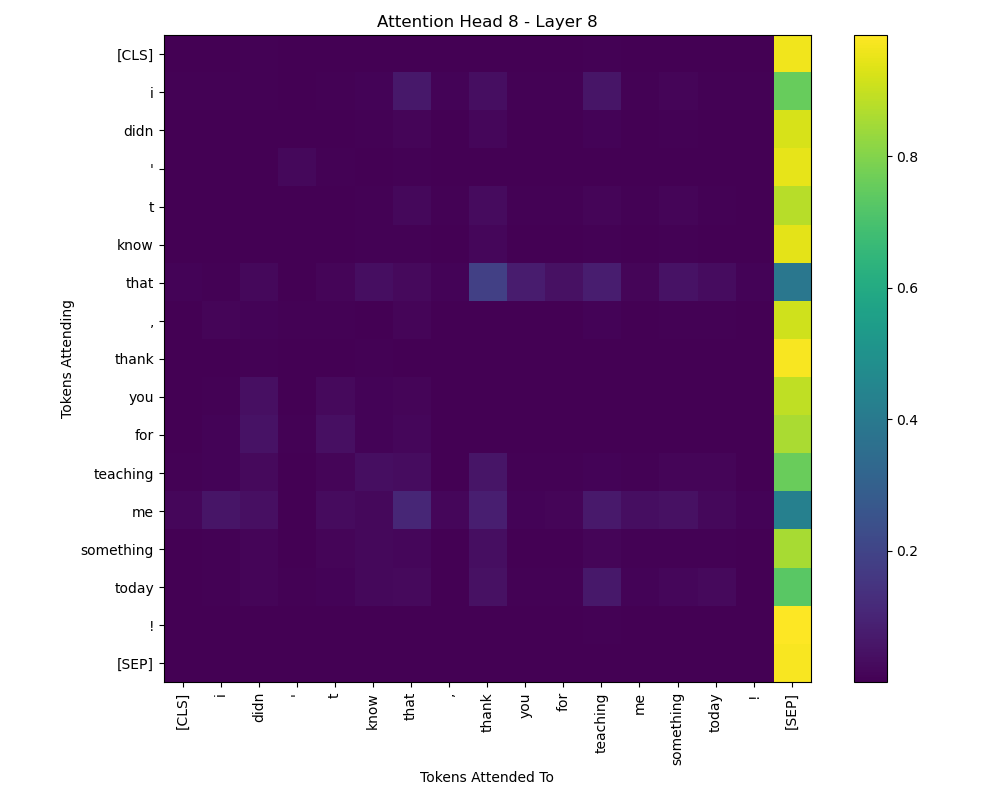 Attention Head 8 - Layer 8
Tokens Attending
[CLS]
i
didn
'
t
know
that
,
thank
you
for
teaching
me
something
today
!
[SEP]
[CLS] i didn ' t know that , thank you for teaching me something today ! [SEP]
Tokens Attended To
0.8
0.6
0.4
0.2